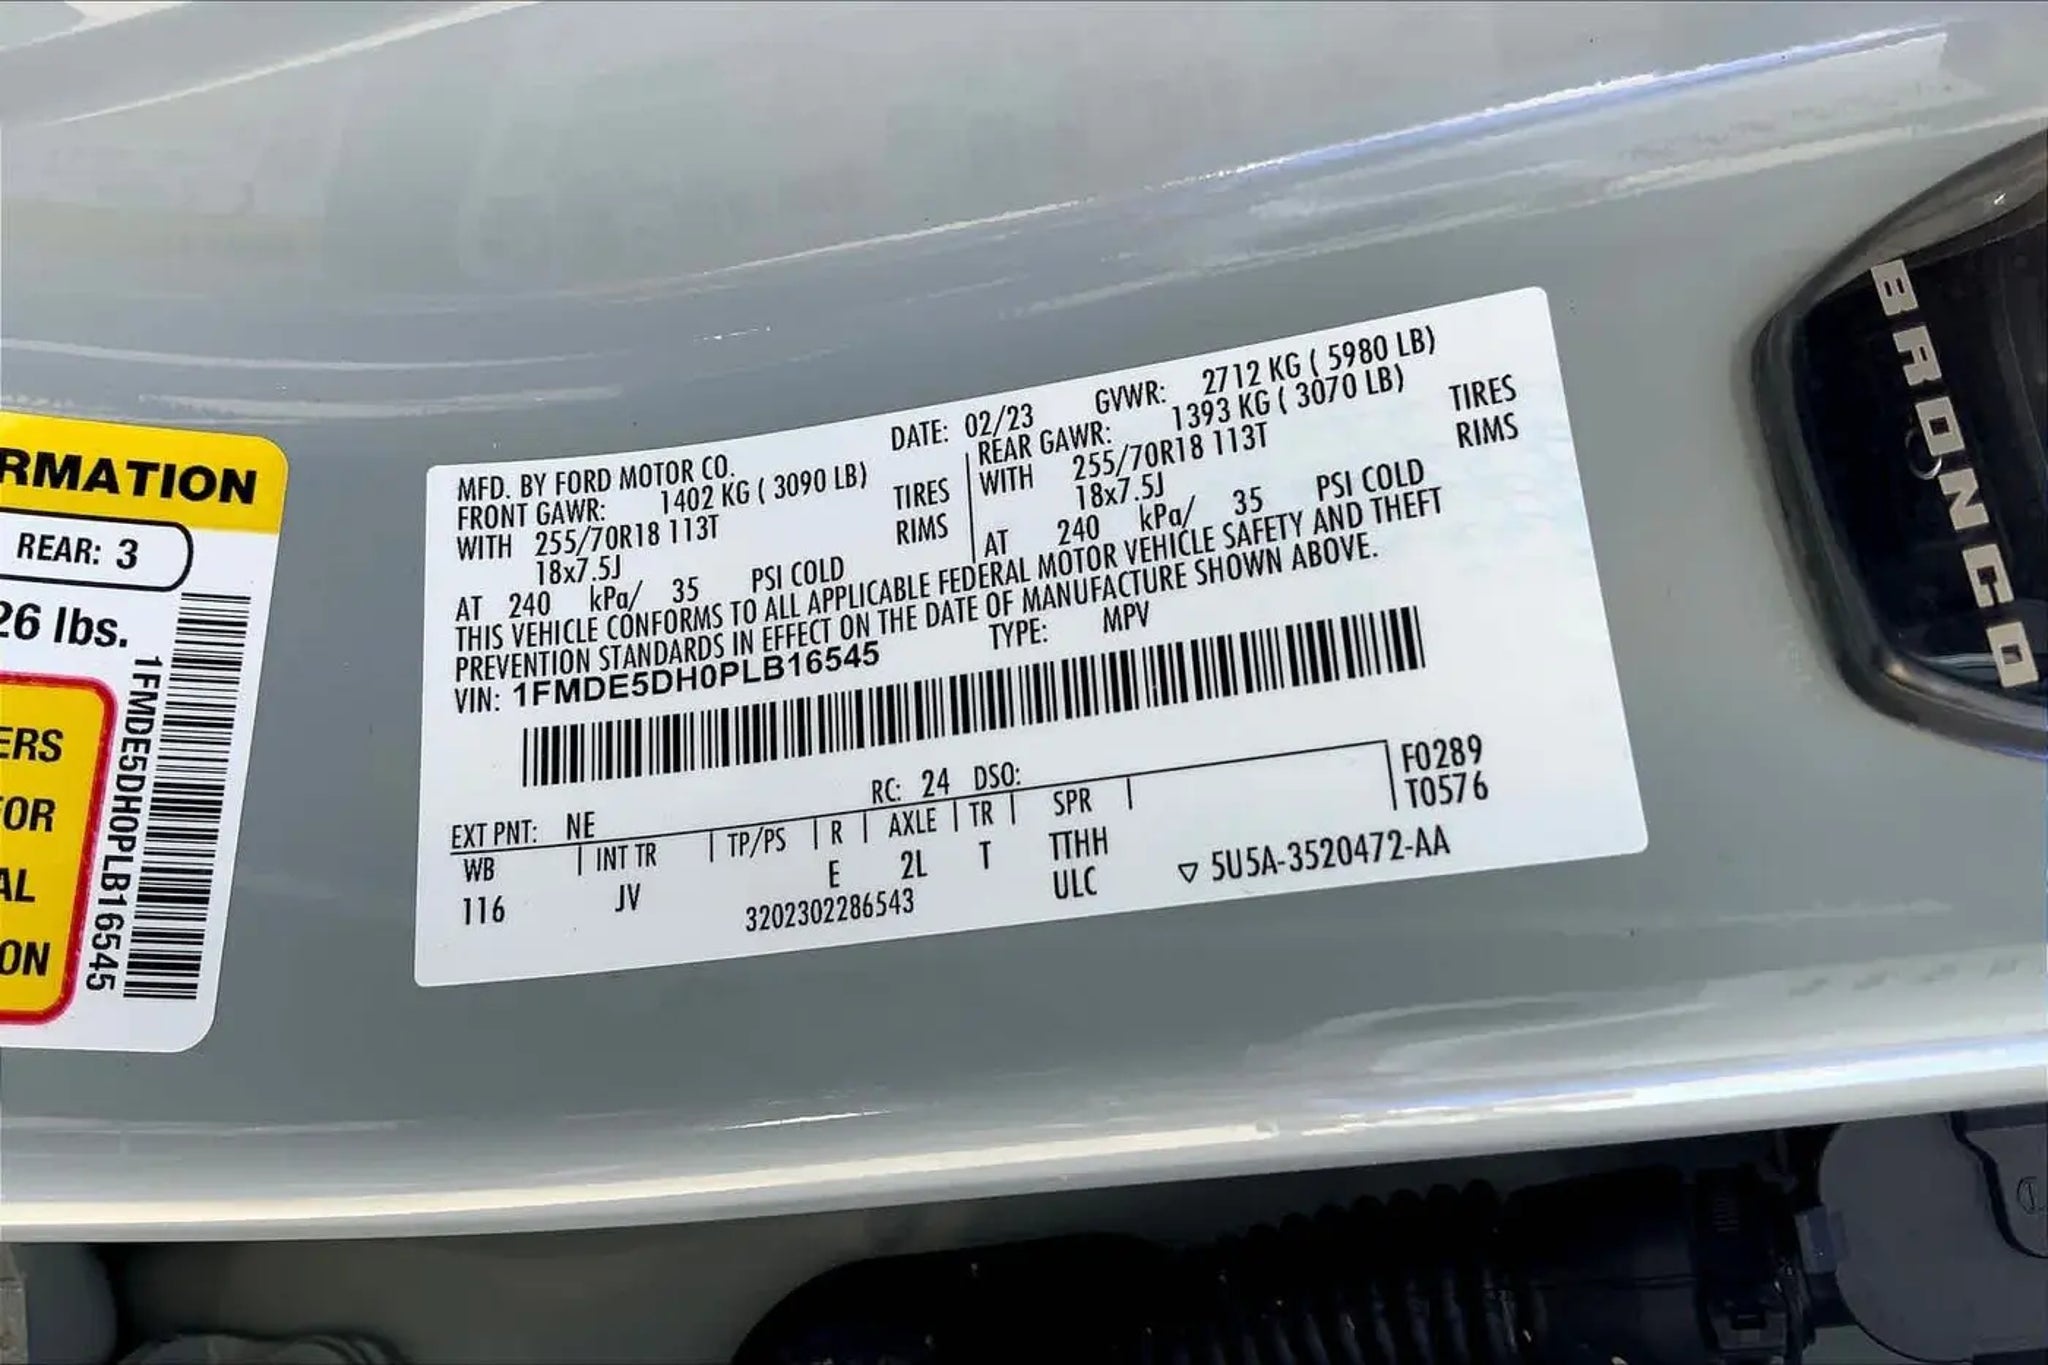 RMATION
REAR: 3
26 lbs.
ERS
FOR
AL
ON
1FMDE5DH0PLB16545
MFD. BY FORD MOTOR CO.
DATE: 02/23
GVWR: 2712 KG ( 5980 LB)
FRONT GAWR: 1402 KG ( 3090 LB)
REAR GAWR: 1393 KG ( 3070 LB)
WITH 255/70R18 113T TIRES
WITH 255/70R18 113T TIRES
18x7.5J RIMS
18x7.5J RIMS
AT 240 kPa/ 35 PSI COLD
AT 240 kPa/ 35 PSI COLD
THIS VEHICLE CONFORMS TO ALL APPLICABLE FEDERAL MOTOR VEHICLE SAFETY AND THEFT
PREVENTION STANDARDS IN EFFECT ON THE DATE OF MANUFACTURE SHOWN ABOVE.
VIN: 1FMDE5DH0PLB16545
TYPE: MPV
F0289
T0576
EXT PNT: NE RC: 24 DSO:
WB INT TR TP/PS R AXLE TR SPR
116 JV E 2L T TTHH
3202302286543 ULC ▽ 5U5A-3520472-AA
BRONCO